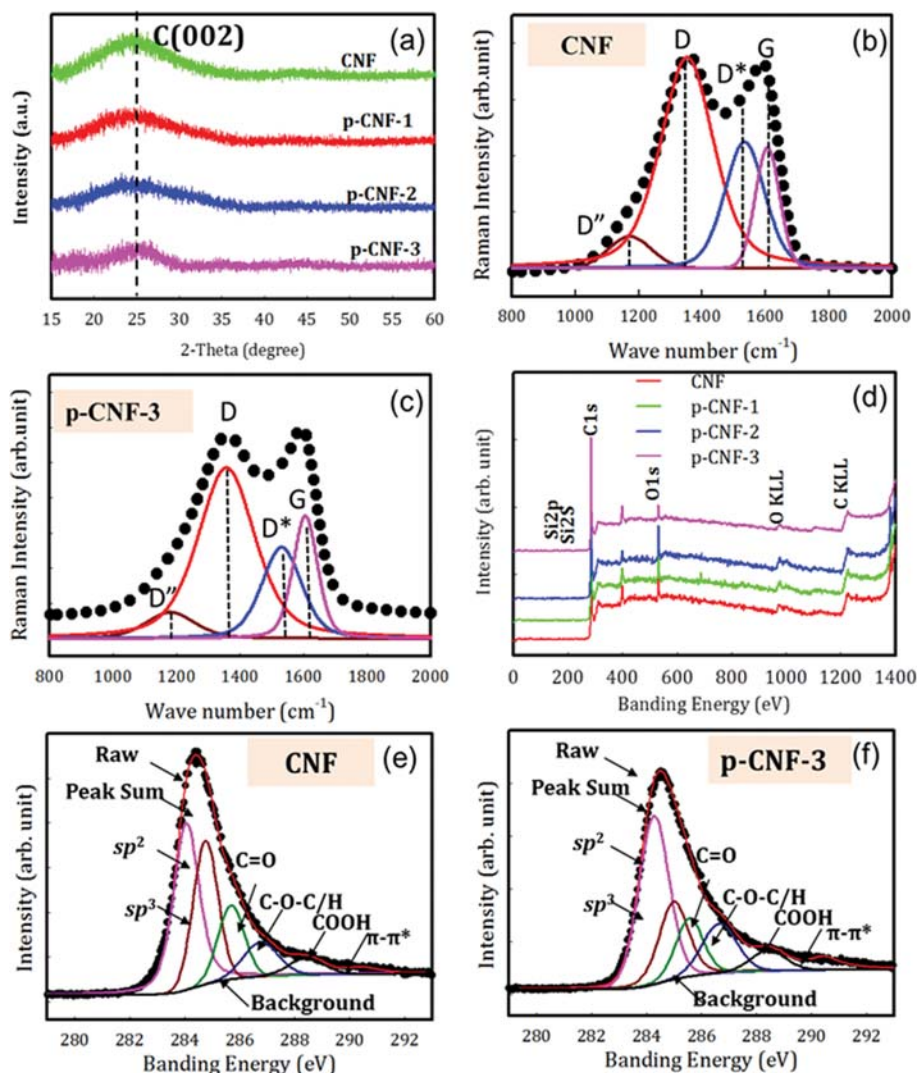 (a)
C(002)
CNF
p-CNF-1
p-CNF-2
p-CNF-3
Intensity (a.u.)
15 20 25 30 35 40 45 50 55 60
2-Theta (degree)
(b)
CNF
D
D*
G
D″
Raman Intensity (arb.unit)
800 1000 1200 1400 1600 1800 2000
Wave number (cm⁻¹)
(c)
p-CNF-3
D
G
D*
D″
Raman Intensity (arb.unit)
800 1000 1200 1400 1600 1800 2000
Wave number (cm⁻¹)
(d)
CNF
p-CNF-1
p-CNF-2
p-CNF-3
C1s
O1s
O KLL
C KLL
Si2p
Si2S
Intensity (arb. unit)
0 200 400 600 800 1000 1200 1400
Banding Energy (eV)
(e)
CNF
Raw
Peak Sum
sp²
C=O
sp³
C-O-C/H
COOH
π-π*
Background
Intensity (arb. unit)
280 282 284 286 288 290 292
Banding Energy (eV)
(f)
p-CNF-3
Raw
Peak Sum
sp²
C=O
sp³
C-O-C/H
COOH
π-π*
Background
Intensity (arb. unit)
280 282 284 286 288 290 292
Banding Energy (eV)